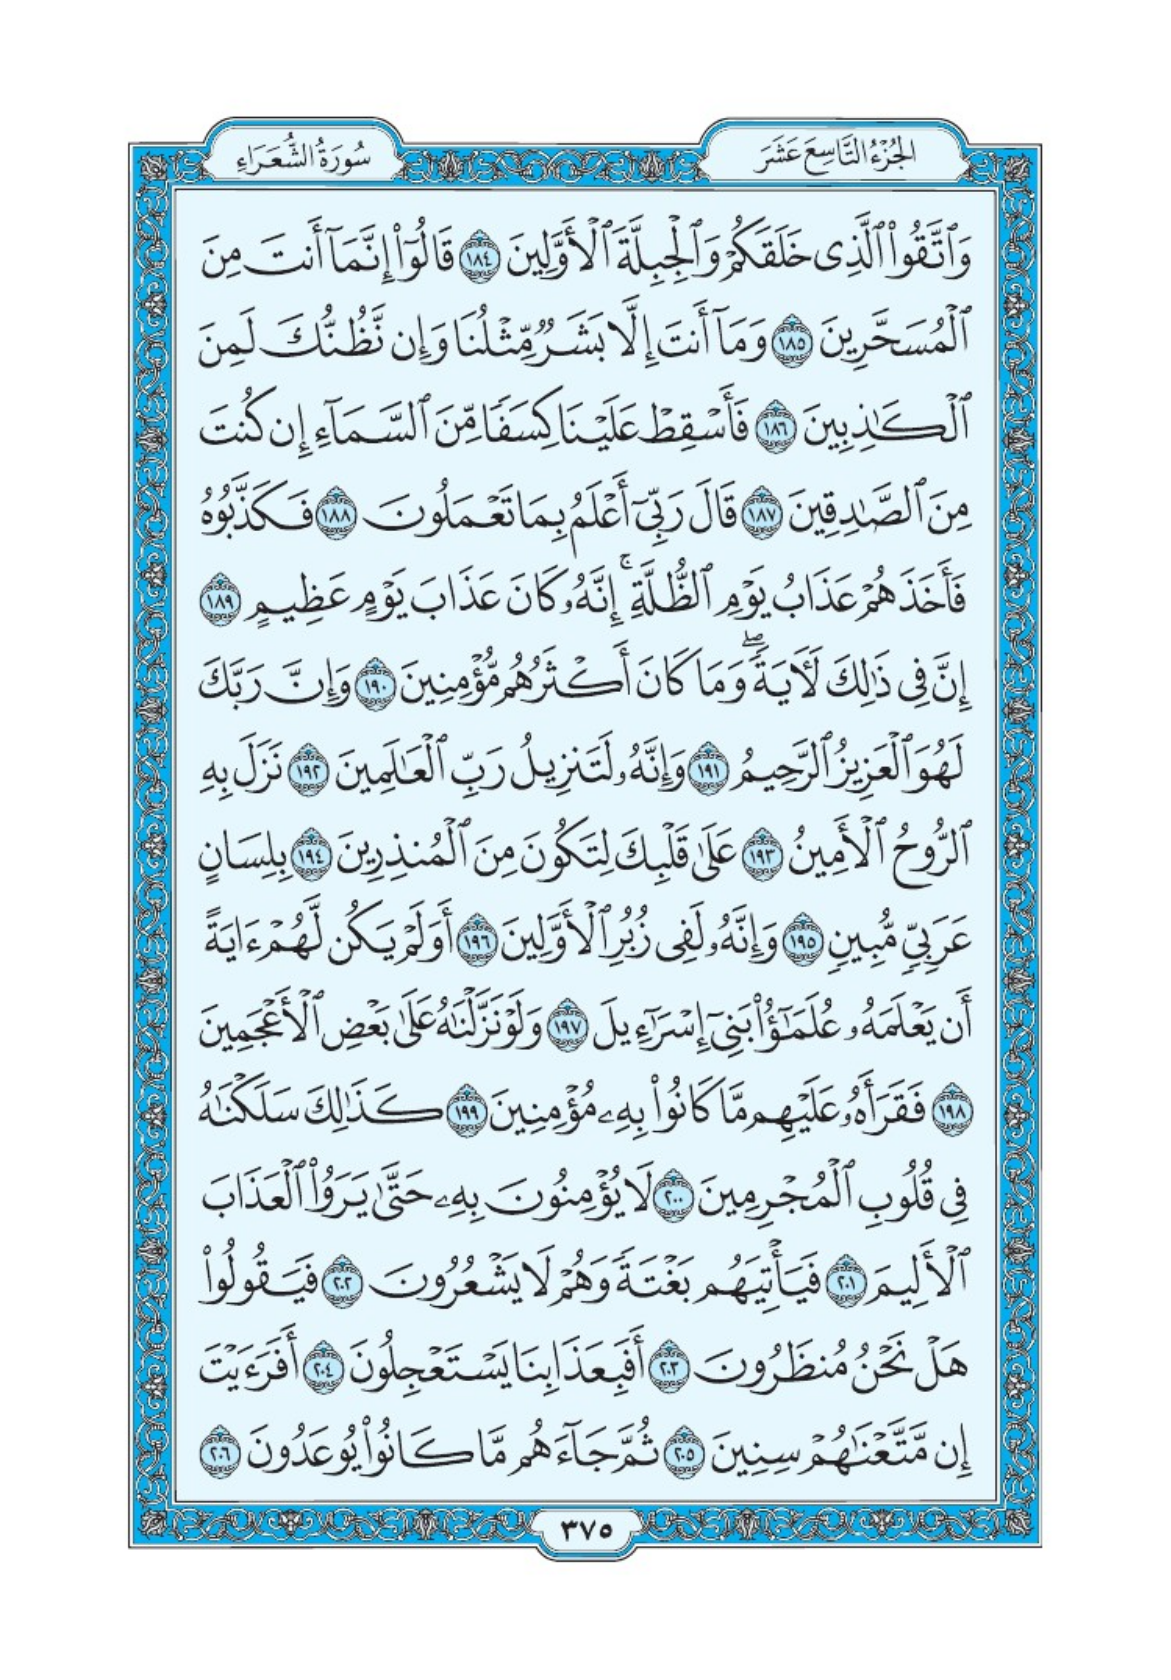 الجُزْءُ التَّاسِعَ عَشَرَ
سُورَةُ الشُّعَرَاءِ
وَٱتَّقُواْ ٱلَّذِى خَلَقَكُمْ وَٱلْجِبِلَّةَ ٱلْأَوَّلِينَ ١٨٤ قَالُوٓاْ إِنَّمَآ أَنتَ مِنَ
ٱلْمُسَحَّرِينَ ١٨٥ وَمَآ أَنتَ إِلَّا بَشَرٌ مِّثْلُنَا وَإِن نَّظُنُّكَ لَمِنَ
ٱلْكَٰذِبِينَ ١٨٦ فَأَسْقِطْ عَلَيْنَا كِسَفًا مِّنَ ٱلسَّمَآءِ إِن كُنتَ
مِنَ ٱلصَّٰدِقِينَ ١٨٧ قَالَ رَبِّىٓ أَعْلَمُ بِمَا تَعْمَلُونَ ١٨٨ فَكَذَّبُوهُ
فَأَخَذَهُمْ عَذَابُ يَوْمِ ٱلظُّلَّةِ ۚ إِنَّهُۥ كَانَ عَذَابَ يَوْمٍ عَظِيمٍ ١٨٩
إِنَّ فِى ذَٰلِكَ لَأٓيَةً ۖ وَمَا كَانَ أَكْثَرُهُم مُّؤْمِنِينَ ١٩٠ وَإِنَّ رَبَّكَ
لَهُوَ ٱلْعَزِيزُ ٱلرَّحِيمُ ١٩١ وَإِنَّهُۥ لَتَنزِيلُ رَبِّ ٱلْعَٰلَمِينَ ١٩٢ نَزَلَ بِهِ
ٱلرُّوحُ ٱلْأَمِينُ ١٩٣ عَلَىٰ قَلْبِكَ لِتَكُونَ مِنَ ٱلْمُنذِرِينَ ١٩٤ بِلِسَانٍ
عَرَبِىٍّ مُّبِينٍ ١٩٥ وَإِنَّهُۥ لَفِى زُبُرِ ٱلْأَوَّلِينَ ١٩٦ أَوَلَمْ يَكُن لَّهُمْ ءَايَةً
أَن يَعْلَمَهُۥ عُلَمَٰٓؤُاْ بَنِىٓ إِسْرَٰٓءِيلَ ١٩٧ وَلَوْ نَزَّلْنَٰهُ عَلَىٰ بَعْضِ ٱلْأَعْجَمِينَ
١٩٨ فَقَرَأَهُۥ عَلَيْهِم مَّا كَانُواْ بِهِۦ مُؤْمِنِينَ ١٩٩ كَذَٰلِكَ سَلَكْنَٰهُ
فِى قُلُوبِ ٱلْمُجْرِمِينَ ٢٠٠ لَا يُؤْمِنُونَ بِهِۦ حَتَّىٰ يَرَوُاْ ٱلْعَذَابَ
ٱلْأَلِيمَ ٢٠١ فَيَأْتِيَهُم بَغْتَةً وَهُمْ لَا يَشْعُرُونَ ٢٠٢ فَيَقُولُواْ
هَلْ نَحْنُ مُنظَرُونَ ٢٠٣ أَفَبِعَذَابِنَا يَسْتَعْجِلُونَ ٢٠٤ أَفَرَءَيْتَ
إِن مَّتَّعْنَٰهُمْ سِنِينَ ٢٠٥ ثُمَّ جَآءَهُم مَّا كَانُواْ يُوعَدُونَ ٢٠٦
٣٧٥